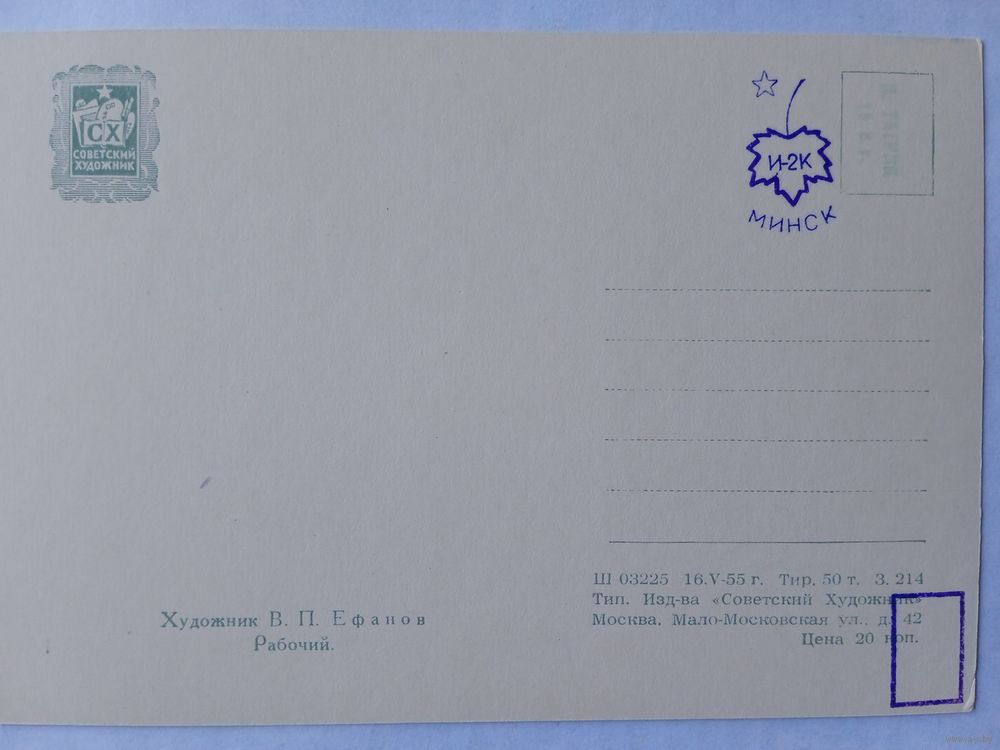 СХ
СОВЕТСКИЙ
ХУДОЖНИК
И-2К
МИНСК
Ш 03225 16.V-55 г. Тир. 50 т. З. 214
Тип. Изд-ва «Советский Художник»
Москва, Мало-Московская ул., д. 42
Цена 20 коп.
Художник В. П. Ефанов
Рабочий.